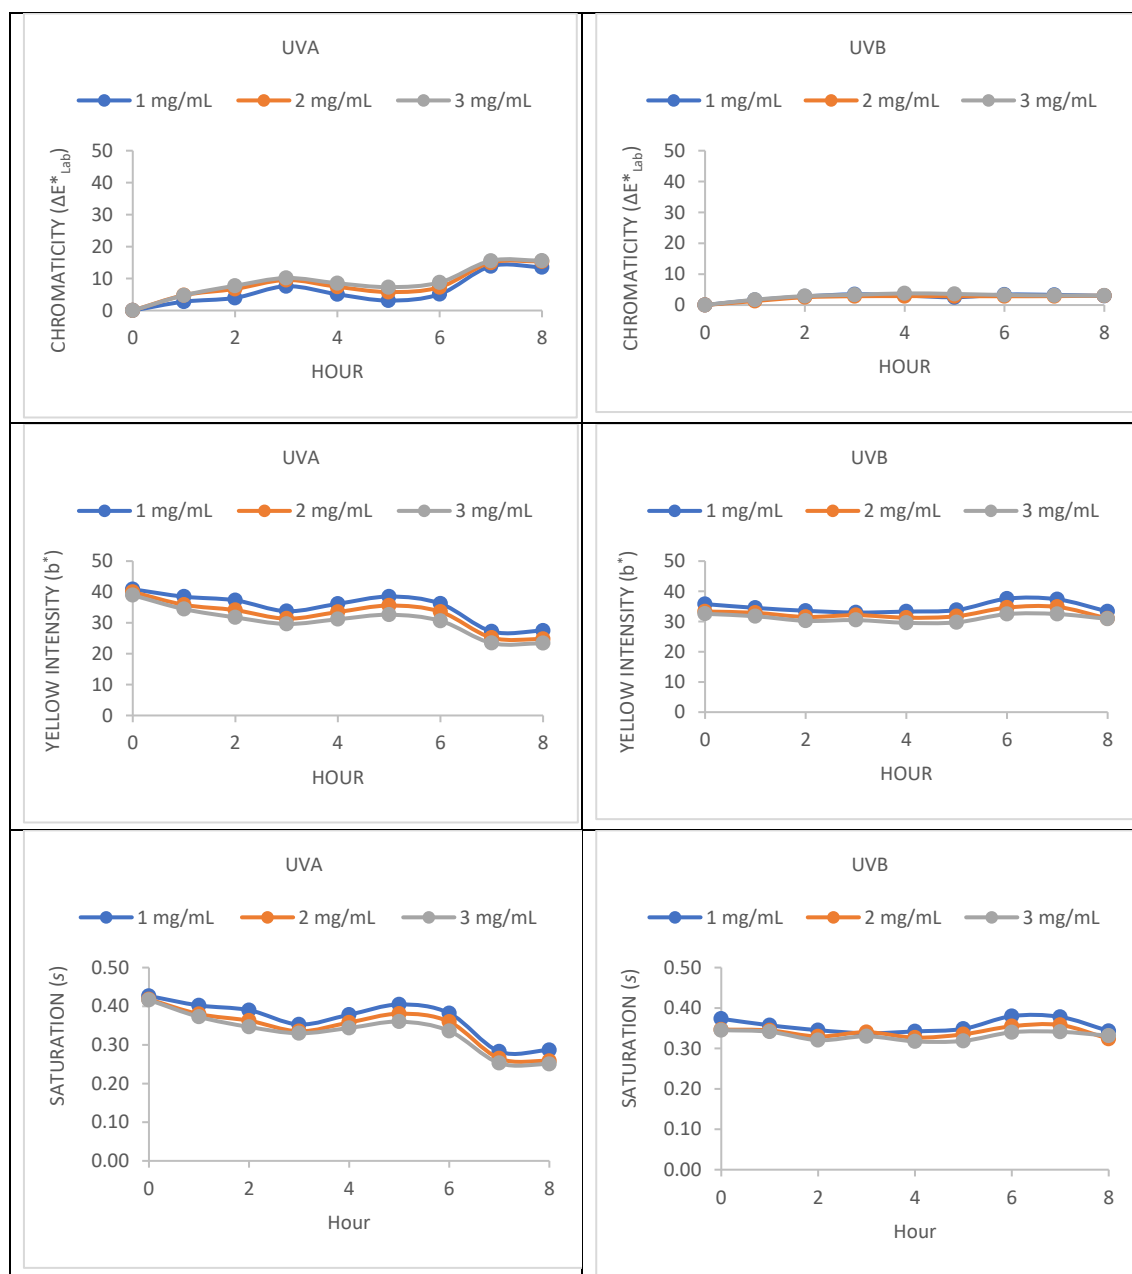 UVA
1 mg/mL 2 mg/mL 3 mg/mL
CHROMATICITY (ΔE*Lab)
50
40
30
20
10
0
0 2 4 6 8
HOUR
UVB
1 mg/mL 2 mg/mL 3 mg/mL
CHROMATICITY (ΔE*Lab)
50
40
30
20
10
0
0 2 4 6 8
HOUR
UVA
1 mg/mL 2 mg/mL 3 mg/mL
YELLOW INTENSITY (b*)
50
40
30
20
10
0
0 2 4 6 8
HOUR
UVB
1 mg/mL 2 mg/mL 3 mg/mL
YELLOW INTENSITY (b*)
50
40
30
20
10
0
0 2 4 6 8
HOUR
UVA
1 mg/mL 2 mg/mL 3 mg/mL
SATURATION (s)
0.50
0.40
0.30
0.20
0.10
0.00
0 2 4 6 8
Hour
UVB
1 mg/mL 2 mg/mL 3 mg/mL
SATURATION (s)
0.50
0.40
0.30
0.20
0.10
0.00
0 2 4 6 8
Hour